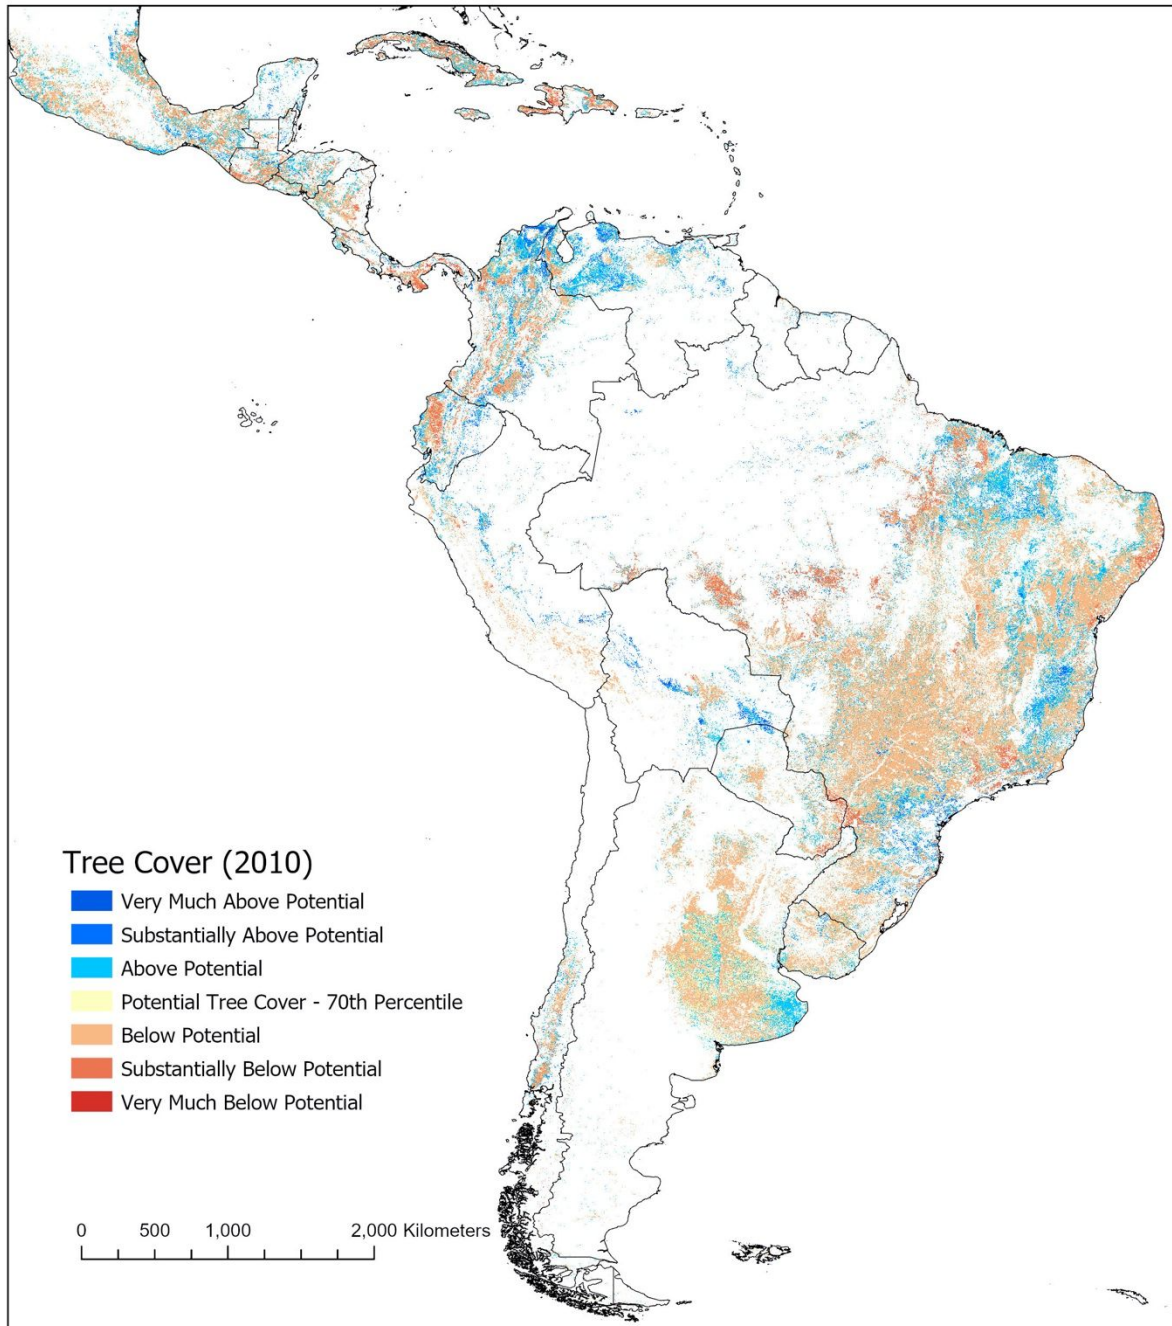 Tree Cover (2010)
Very Much Above Potential
Substantially Above Potential
Above Potential
Potential Tree Cover - 70th Percentile
Below Potential
Substantially Below Potential
Very Much Below Potential
0 500 1,000 2,000 Kilometers